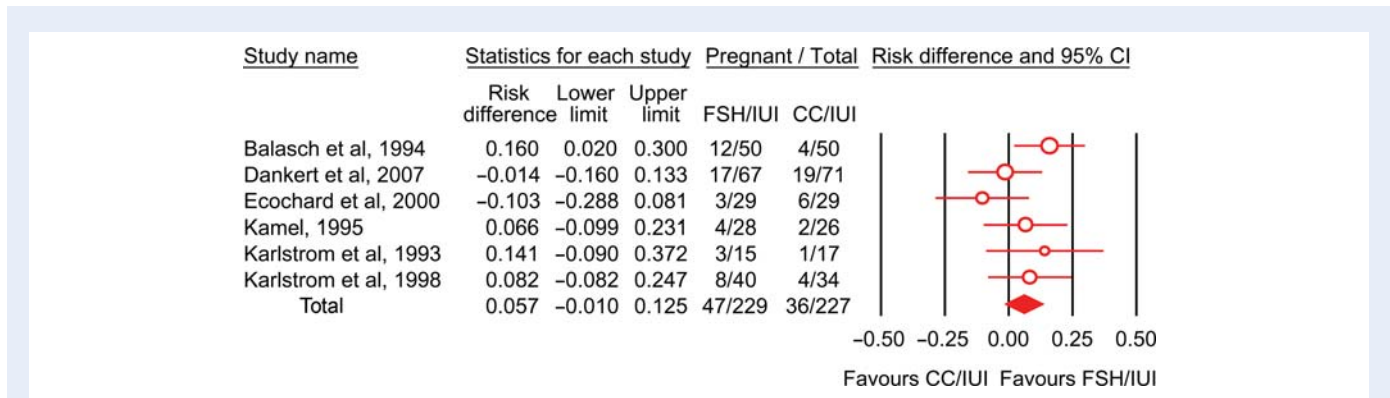 Study name Statistics for each study Pregnant / Total Risk difference and 95% CI
Risk difference Lower limit Upper limit FSH/IUI CC/IUI
Balasch et al, 1994 0.160 0.020 0.300 12/50 4/50
Dankert et al, 2007 −0.014 −0.160 0.133 17/67 19/71
Ecochard et al, 2000 −0.103 −0.288 0.081 3/29 6/29
Kamel, 1995 0.066 −0.099 0.231 4/28 2/26
Karlstrom et al, 1993 0.141 −0.090 0.372 3/15 1/17
Karlstrom et al, 1998 0.082 −0.082 0.247 8/40 4/34
Total 0.057 −0.010 0.125 47/229 36/227
−0.50 −0.25 0.00 0.25 0.50
Favours CC/IUI Favours FSH/IUI